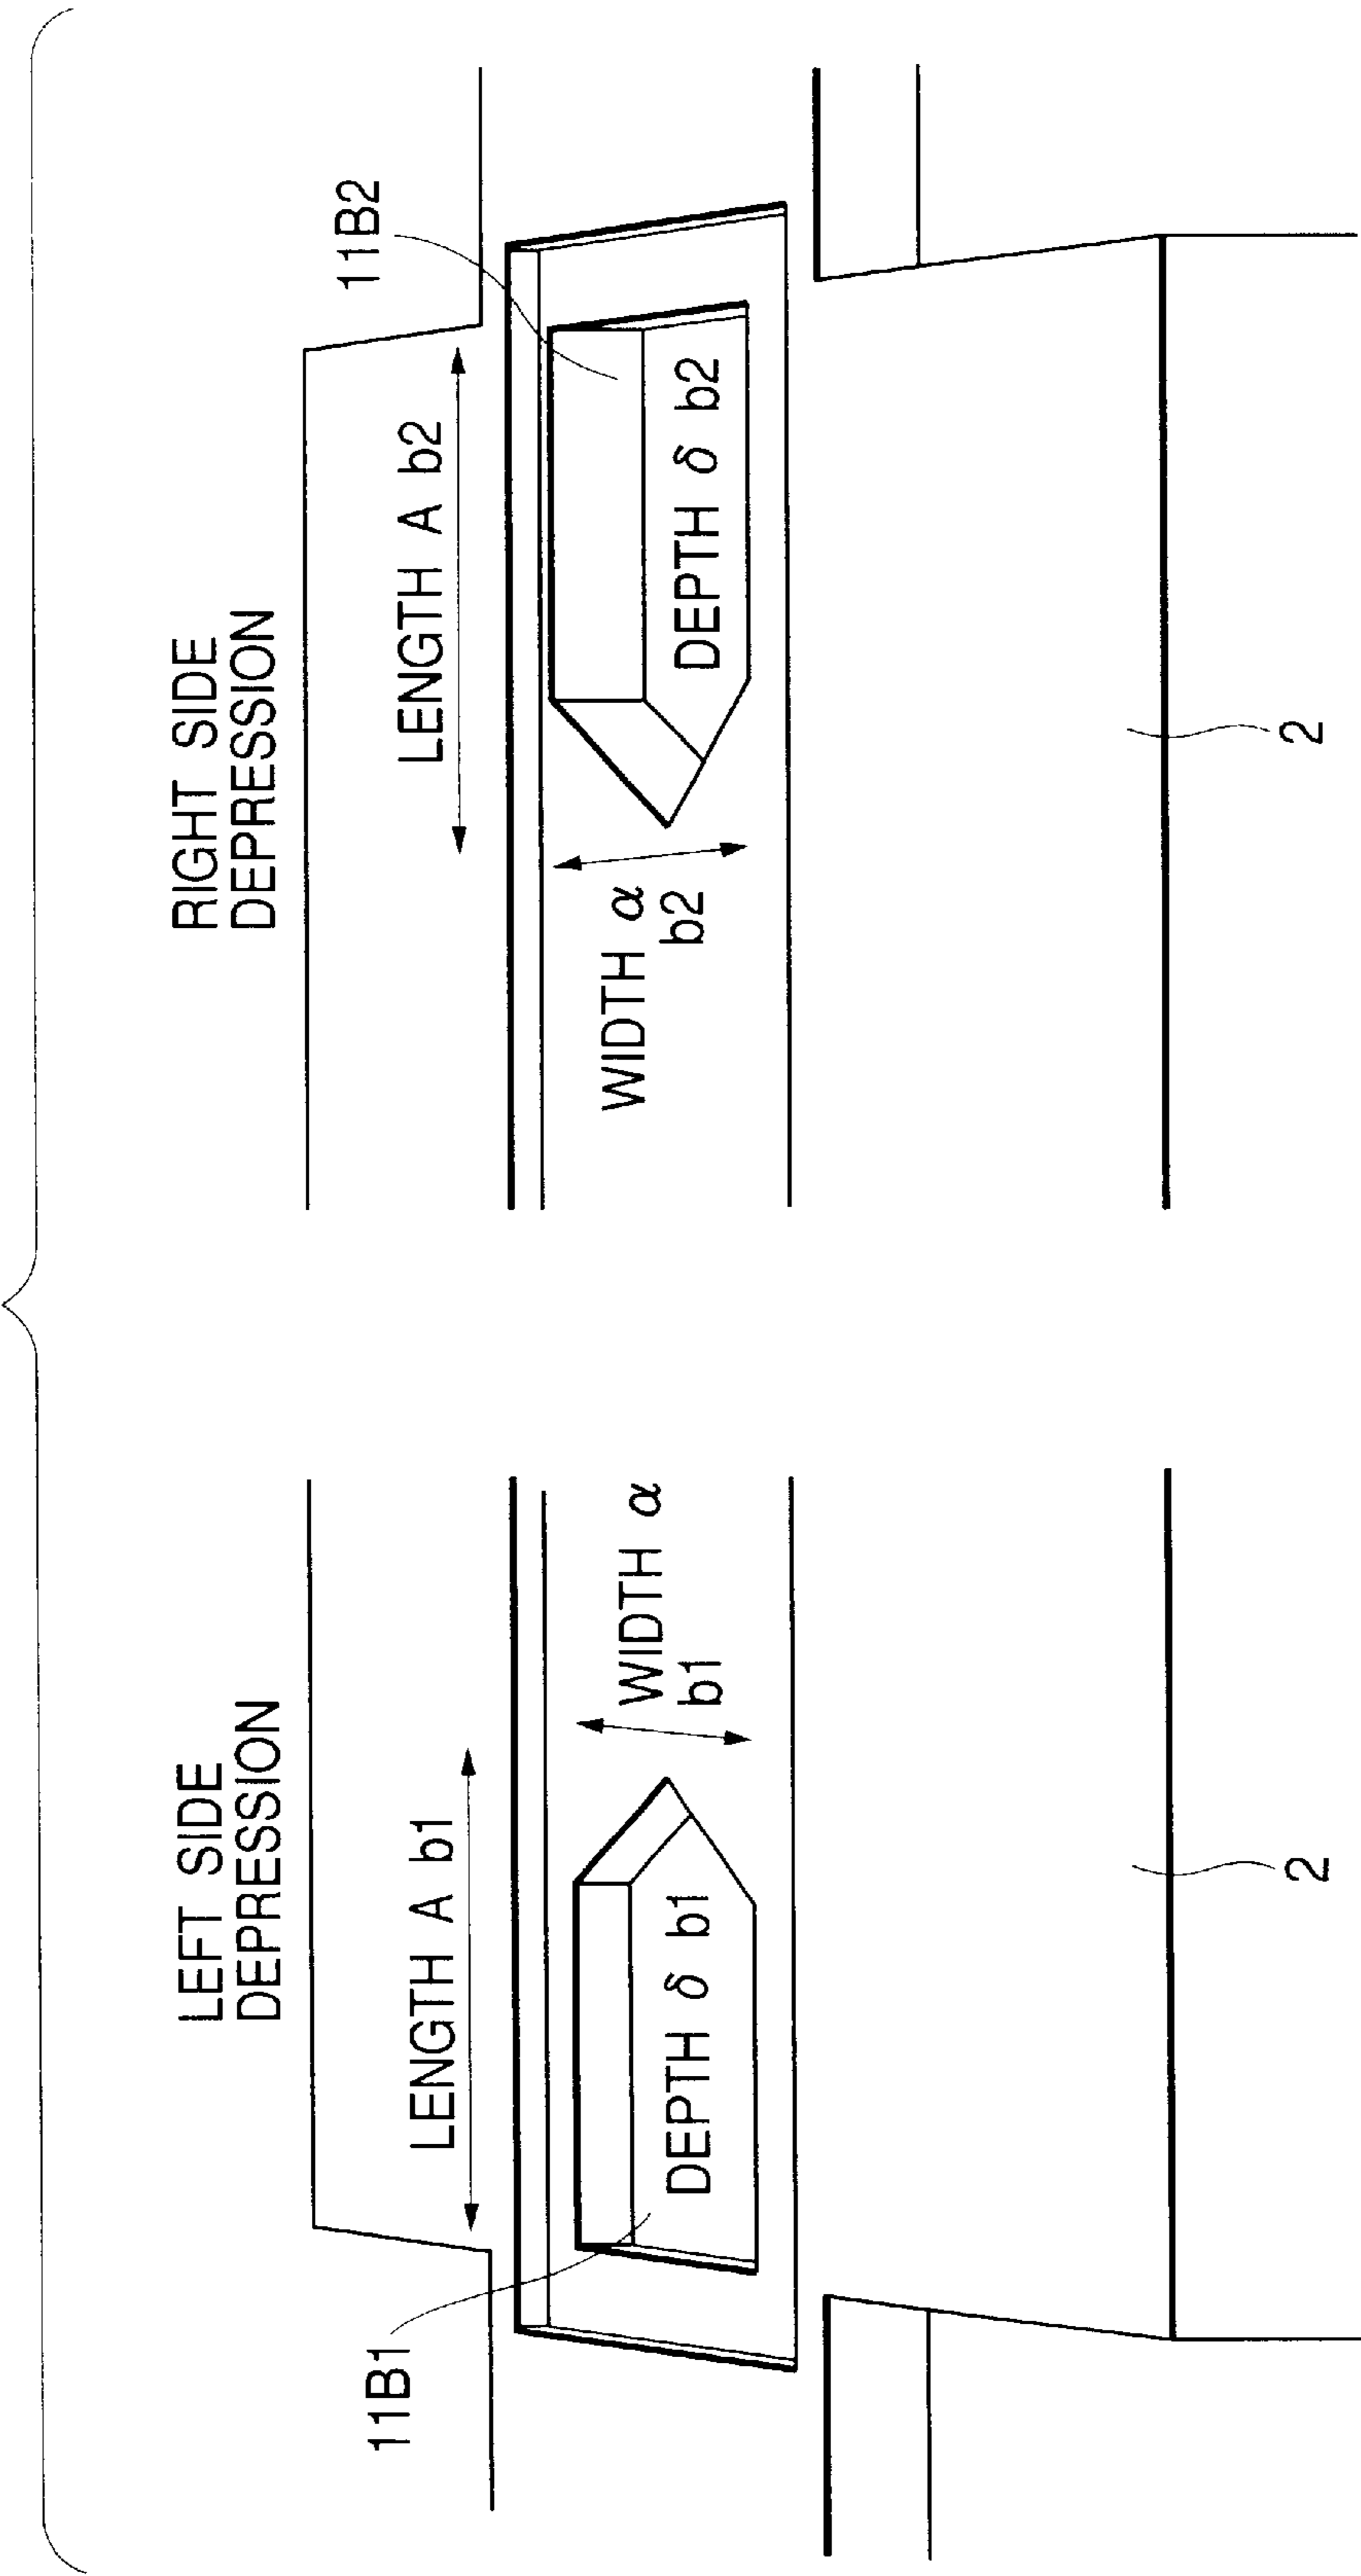 LEFT SIDE
DEPRESSION
11B1
LENGTH A b1
DEPTH δ b1
WIDTH α
b1
2
RIGHT SIDE
DEPRESSION
11B2
LENGTH A b2
WIDTH α
b2
DEPTH δ b2
2